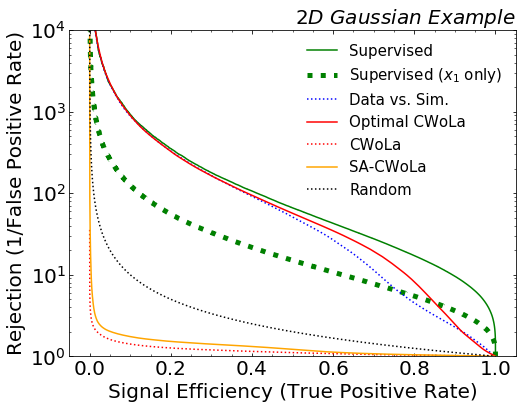 2D Gaussian Example
Rejection (1/False Positive Rate)
10^4
10^3
10^2
10^1
10^0
Supervised
Supervised (x_1 only)
Data vs. Sim.
Optimal CWoLa
CWoLa
SA-CWoLa
Random
0.0 0.2 0.4 0.6 0.8 1.0
Signal Efficiency (True Positive Rate)